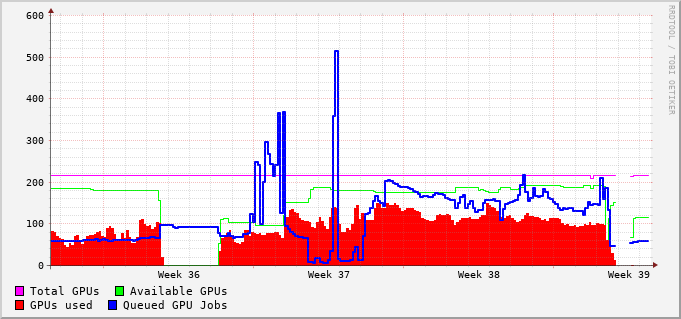 600
500
400
300
200
100
0
Week 36 Week 37 Week 38 Week 39
Total GPUs Available GPUs
GPUs used Queued GPU Jobs
RRDTOOL / TOBI OETIKER